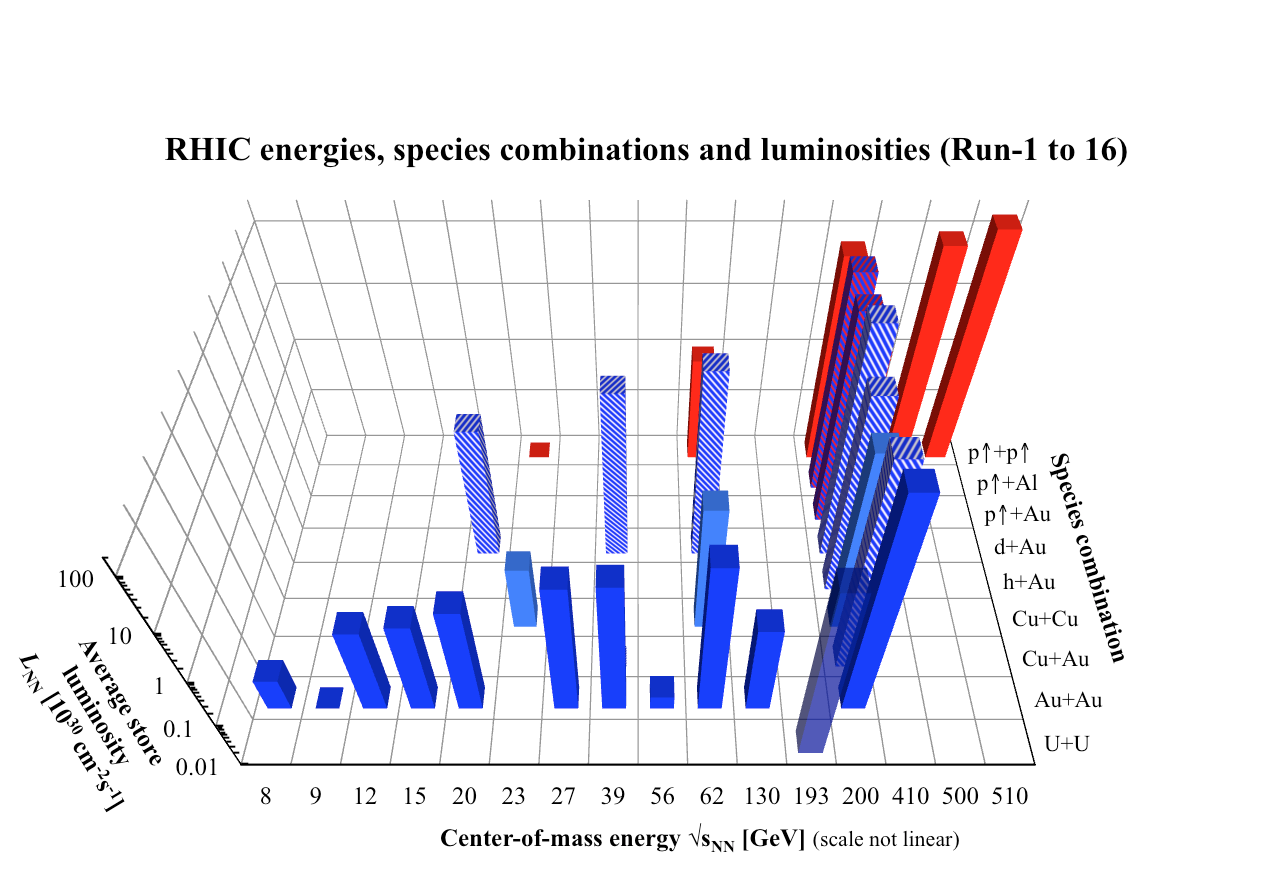 RHIC energies, species combinations and luminosities (Run-1 to 16)
p↑+p↑
p↑+Al
p↑+Au
d+Au
h+Au
Cu+Cu
Cu+Au
Au+Au
U+U
Species combination
100
10
1
0.1
0.01
Average store
luminosity
L_NN [10³⁰ cm⁻²s⁻¹]
8 9 12 15 20 23 27 39 56 62 130 193 200 410 500 510
Center-of-mass energy √s_NN [GeV] (scale not linear)